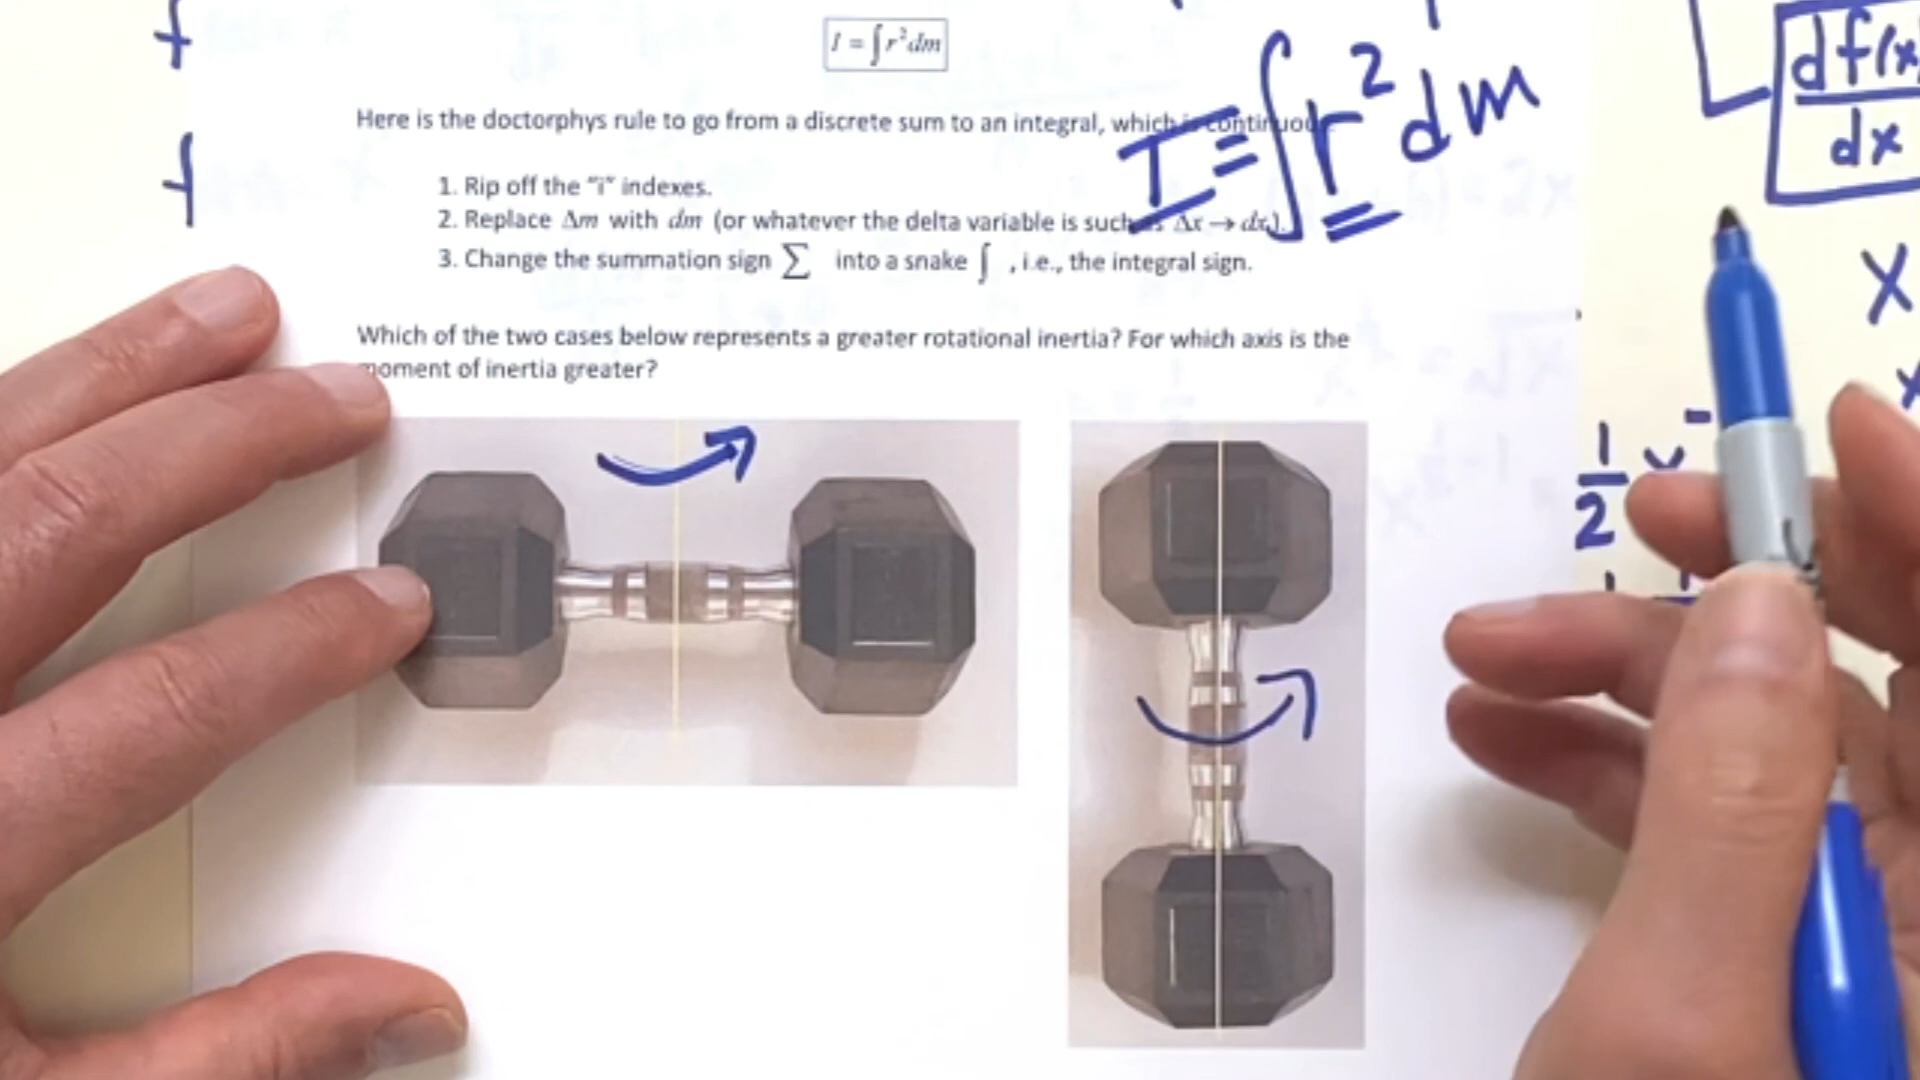 I = ∫r²dm
I = ∫r²dm
Here is the doctorphys rule to go from a discrete sum to an integral, which is continuous
1. Rip off the "i" indexes.
2. Replace Δm with dm (or whatever the delta variable is such as Δx → dx).
3. Change the summation sign ∑ into a snake ∫ , i.e., the integral sign.
Which of the two cases below represents a greater rotational inertia? For which axis is the
moment of inertia greater?
df(x)
dx
x
1
2